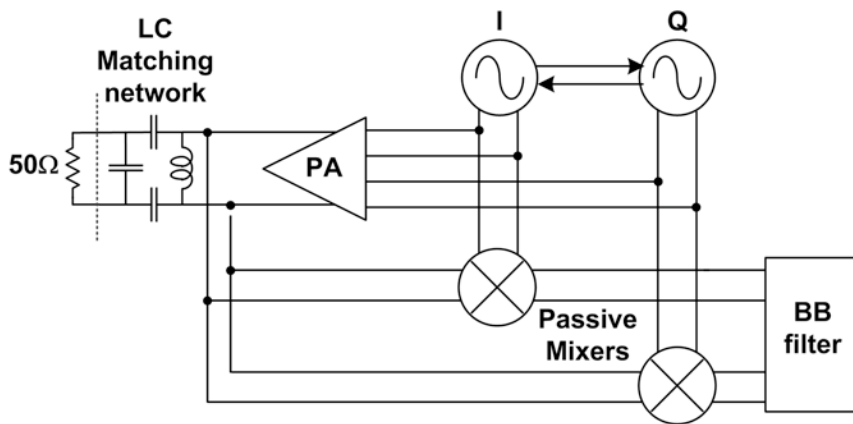 LC
Matching
network
I
Q
50Ω
PA
Passive
Mixers
BB
filter